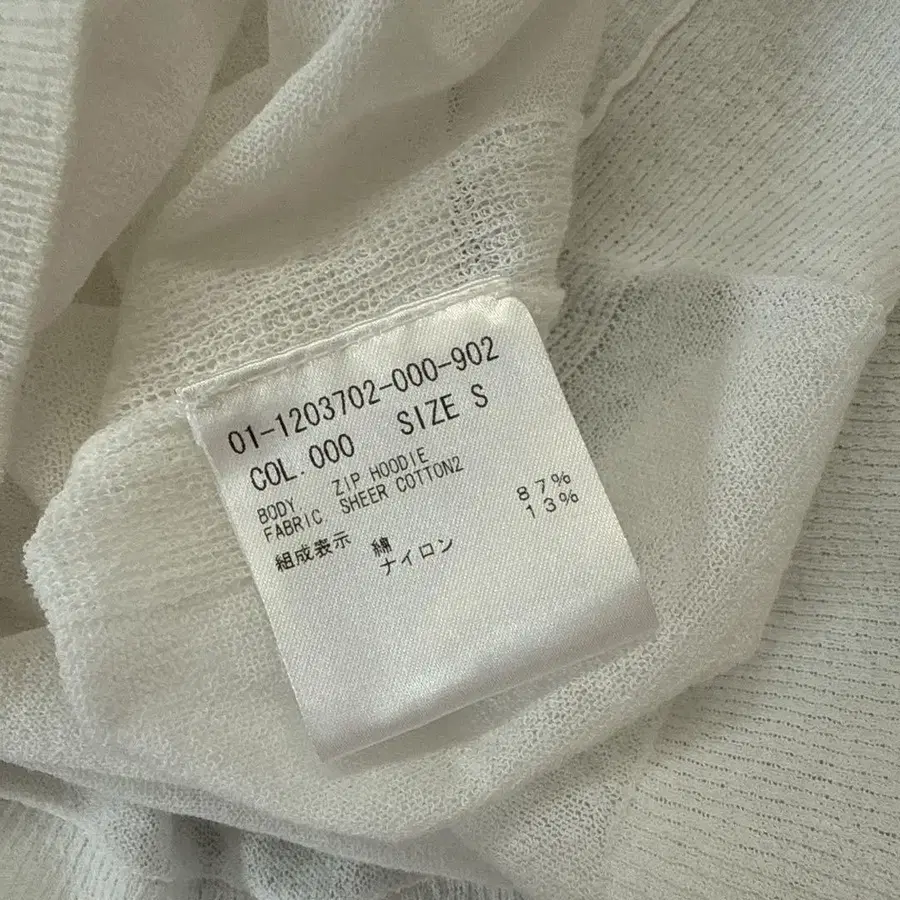 01-1203702-000-902
COL.000 SIZE S
BODY ZIP HOODIE
FABRIC SHEER COTTON2
組成表示 綿 87%
ナイロン 13%